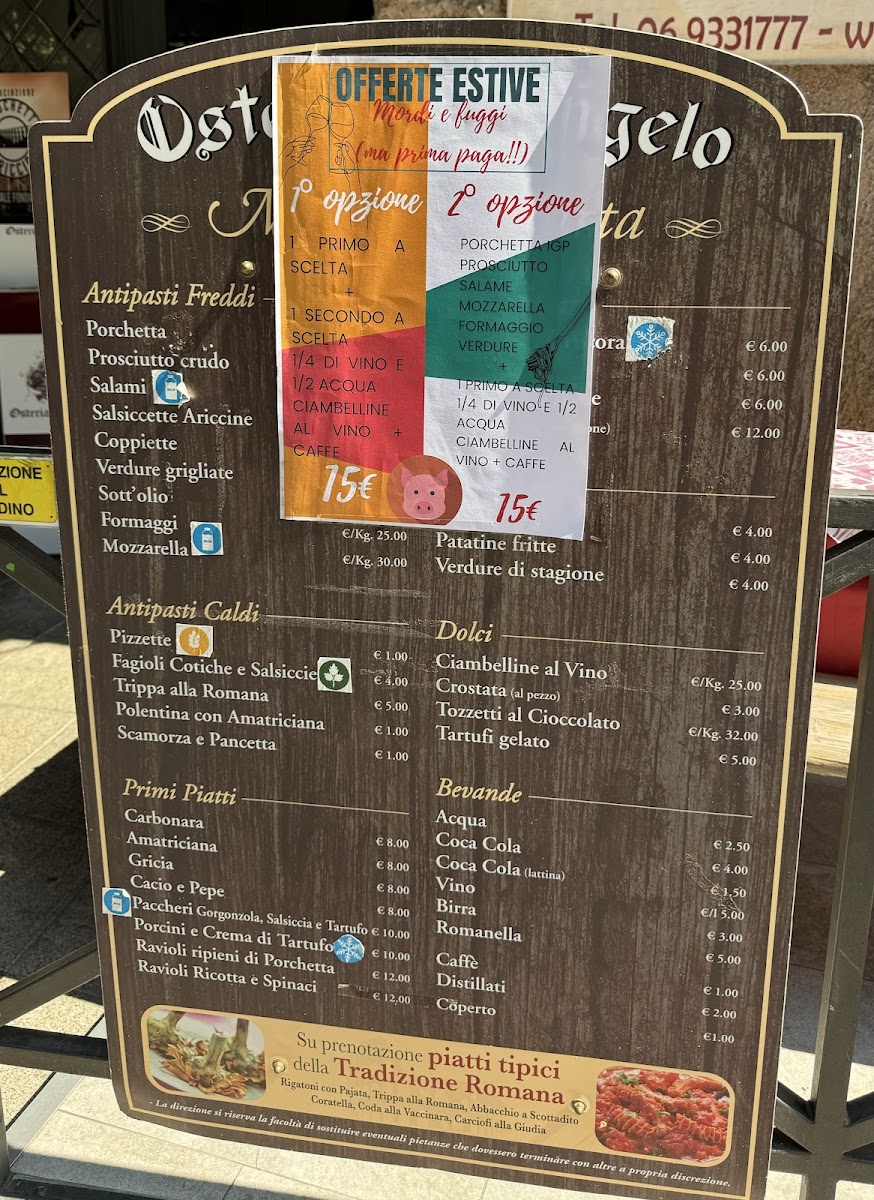 Tel. 06 9331777 - w
OFFERTE ESTIVE
Mordi e fuggi
(ma prima paga!!)
1° opzione
1 PRIMO A
SCELTA
+
1 SECONDO A
SCELTA
1/4 DI VINO E
1/2 ACQUA
CIAMBELLINE
AL VINO +
CAFFE
15€
2° opzione
PORCHETTA IGP
PROSCIUTTO
SALAME
MOZZARELLA
FORMAGGIO
VERDURE
+
1 PRIMO A SCELTA
1/4 DI VINO E 1/2
ACQUA
CIAMBELLINE AL
VINO + CAFFE
15€
Antipasti Freddi
Porchetta
Prosciutto crudo
Salami
Salsiccette Ariccine
Coppiette
Verdure grigliate
Sott'olio
Formaggi
Mozzarella
€/Kg. 25.00
€/Kg. 30.00
Antipasti Caldi
Pizzette € 1.00
Fagioli Cotiche e Salsiccie € 4.00
Trippa alla Romana € 5.00
Polentina con Amatriciana € 1.00
Scamorza e Pancetta € 1.00
Primi Piatti
Carbonara € 8.00
Amatriciana € 8.00
Gricia € 8.00
Cacio e Pepe € 8.00
Paccheri Gorgonzola, Salsiccia e Tartufo € 10.00
Porcini e Crema di Tartufo € 10.00
Ravioli ripieni di Porchetta € 12.00
Ravioli Ricotta e Spinaci € 12.00
€ 6.00
€ 6.00
€ 6.00
€ 12.00
€ 4.00
Patatine fritte € 4.00
Verdure di stagione € 4.00
Dolci
Ciambelline al Vino €/Kg. 25.00
Crostata (al pezzo) € 3.00
Tozzetti al Cioccolato €/Kg. 32.00
Tartufi gelato € 5.00
Bevande
Acqua € 2.50
Coca Cola € 4.00
Coca Cola (lattina) € 1.50
Vino €/l 5.00
Birra € 3.00
Romanella € 5.00
Caffè € 1.00
Distillati € 2.00
Coperto €1.00
Su prenotazione piatti tipici
della Tradizione Romana
Rigatoni con Pajata, Trippa alla Romana, Abbacchio a Scottadito
Coratella, Coda alla Vaccinara, Carciofi alla Giudia
- La direzione si riserva la facoltà di sostituire eventuali pietanze che dovessero terminare con altre a propria discrezione.